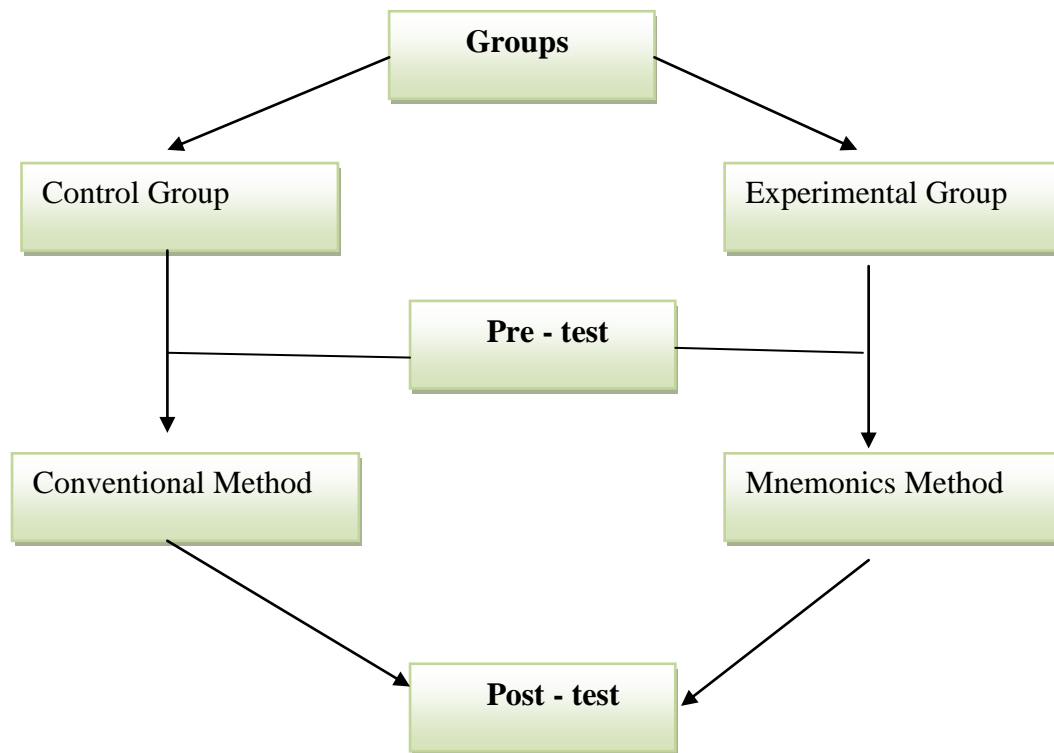 Groups
Control Group
Experimental Group
Pre - test
Conventional Method
Mnemonics Method
Post - test